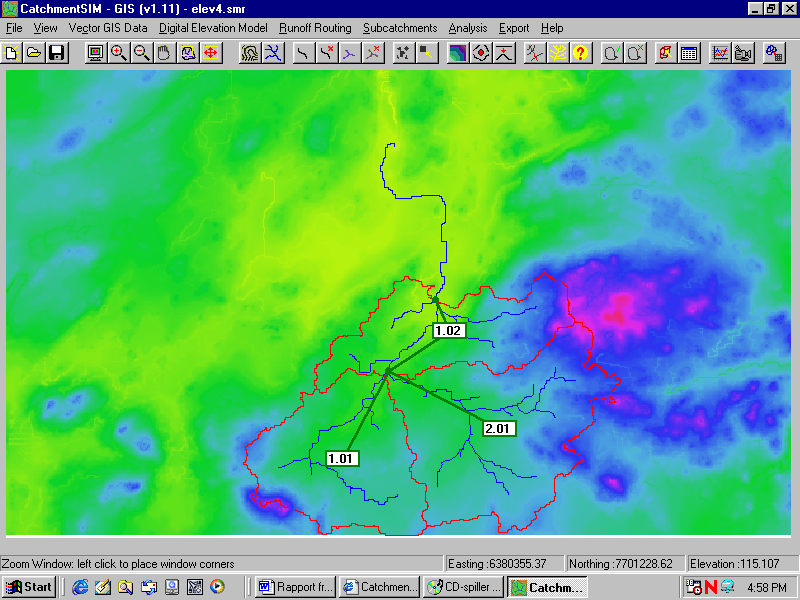 CatchmentSIM - GIS (v1.11) - elev4.smr
File View Vector GIS Data Digital Elevation Model Runoff Routing Subcatchments Analysis Export Help
1.02
2.01
1.01
Zoom Window: left click to place window corners Easting :6380355.37 Northing :7701228.62 Elevation :115.107
Start Rapport fr... Catchmen... CD-spiller ... Catchm... 4:58 PM